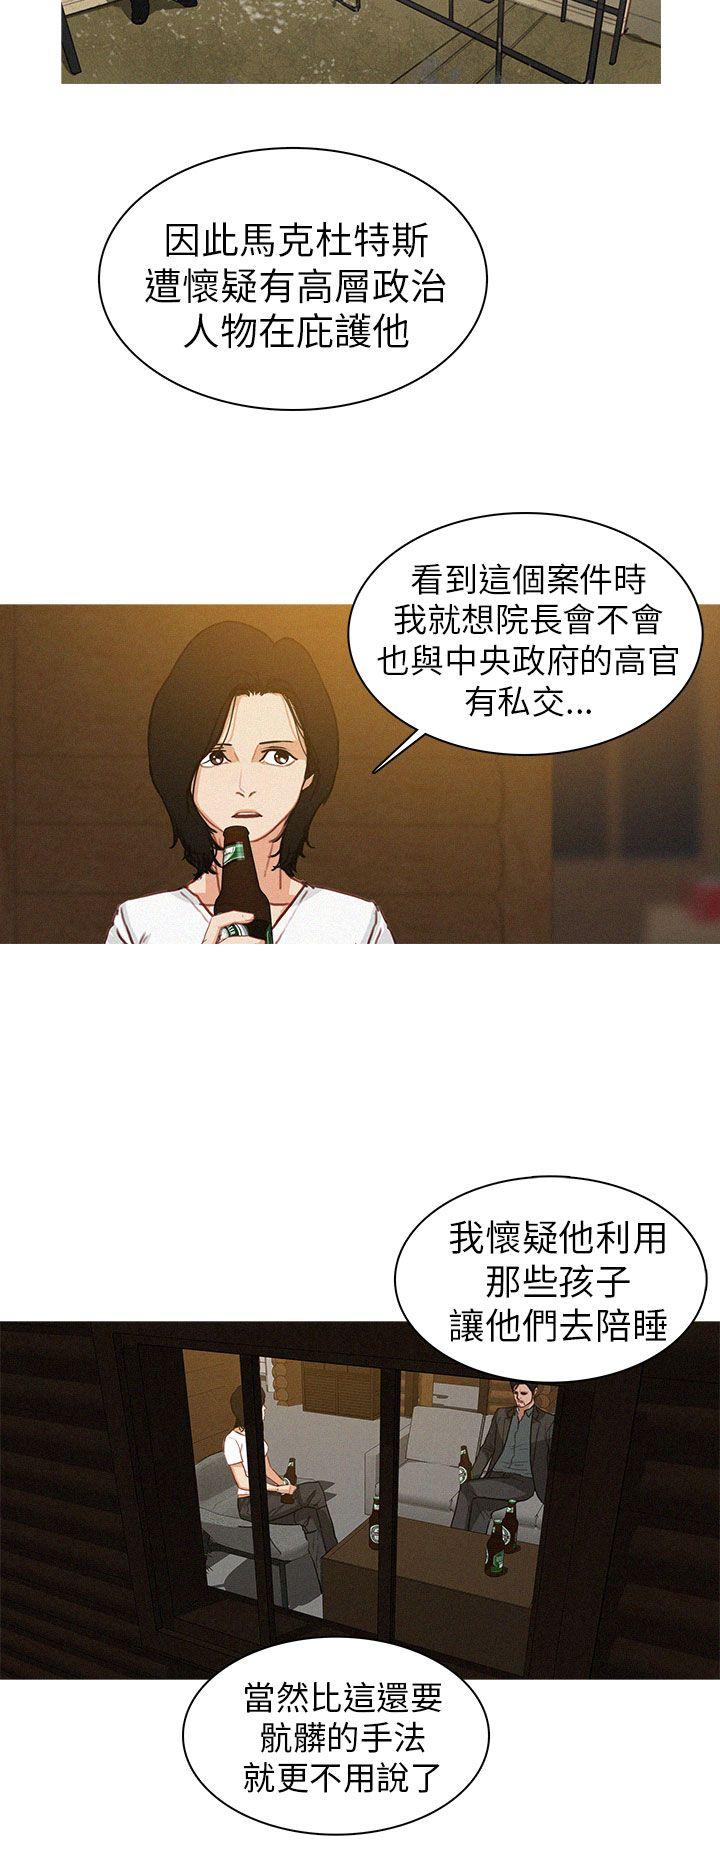 因此馬克杜特斯
遭懷疑有高層政治
人物在庇護他
看到這個案件時
我就想院長會不會
也與中央政府的高官
有私交...
我懷疑他利用
那些孩子
讓他們去陪睡
當然比這還要
骯髒的手法
就更不用說了